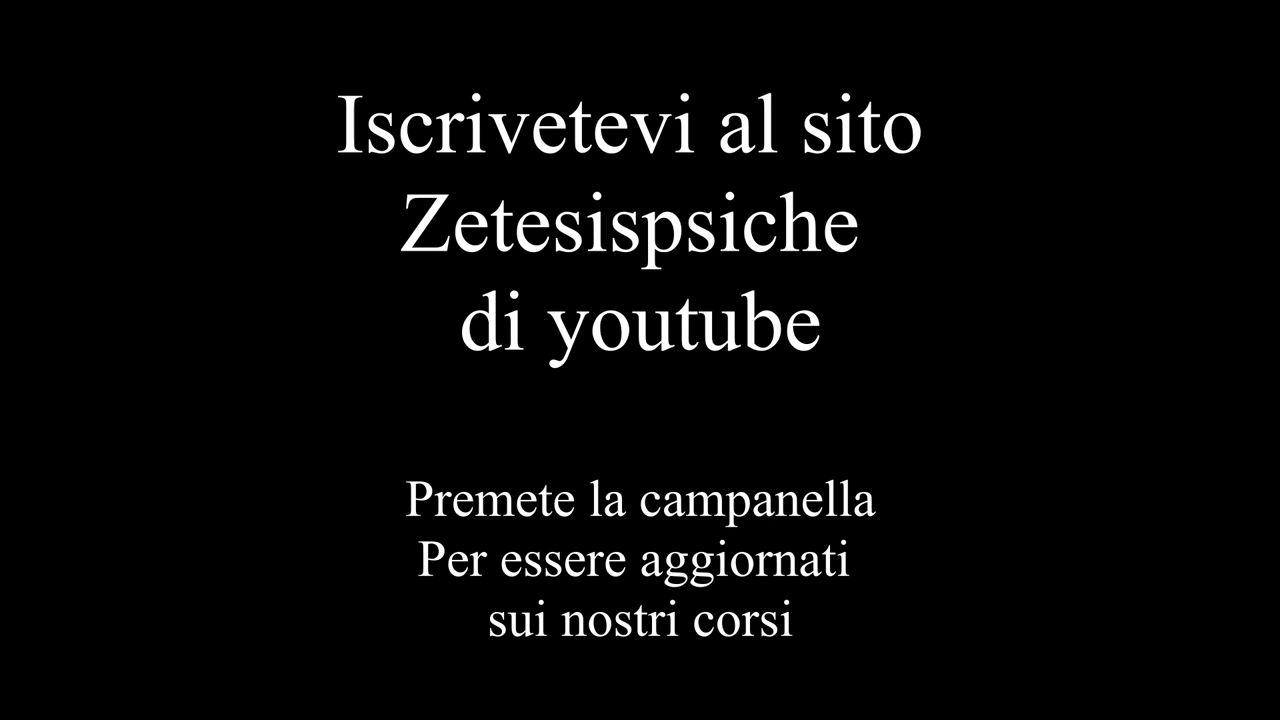 Iscrivetevi al sito
Zetesispsiche
di youtube
Premete la campanella
Per essere aggiornati
sui nostri corsi